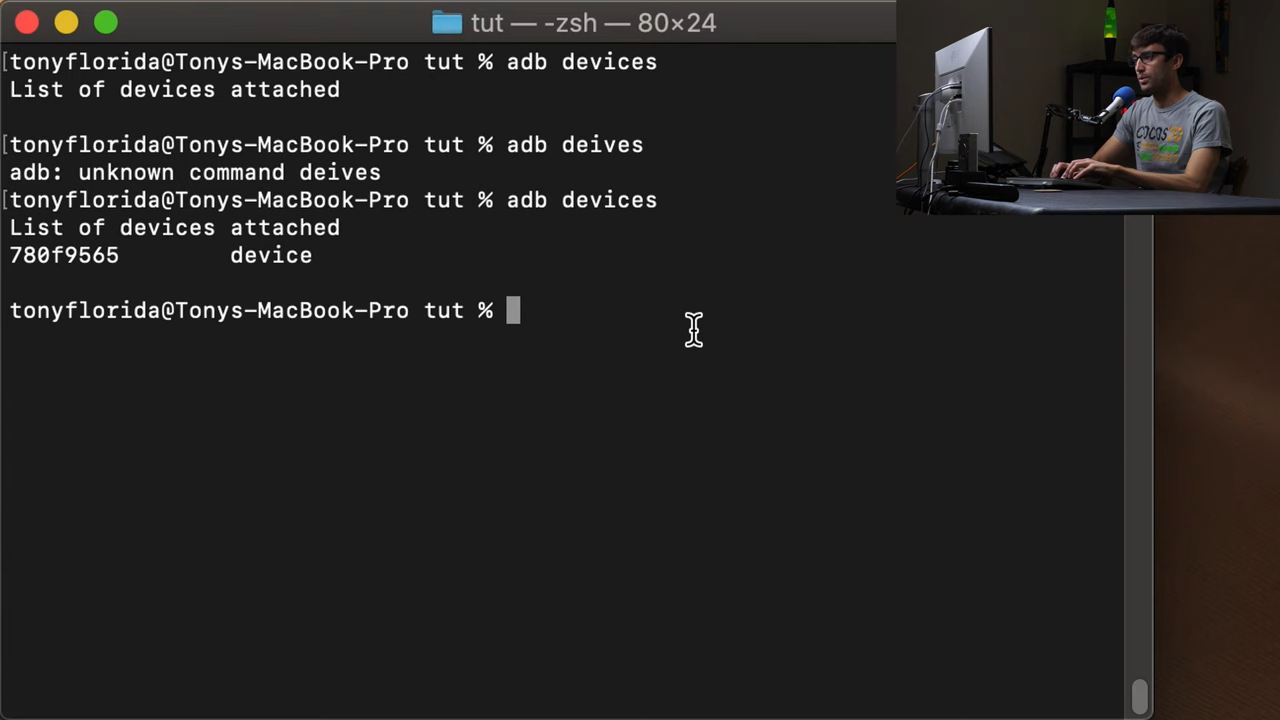 tut — -zsh — 80×24
[tonyflorida@Tonys-MacBook-Pro tut % adb devices
List of devices attached
[tonyflorida@Tonys-MacBook-Pro tut % adb deives
adb: unknown command deives
[tonyflorida@Tonys-MacBook-Pro tut % adb devices
List of devices attached
780f9565 device
tonyflorida@Tonys-MacBook-Pro tut %